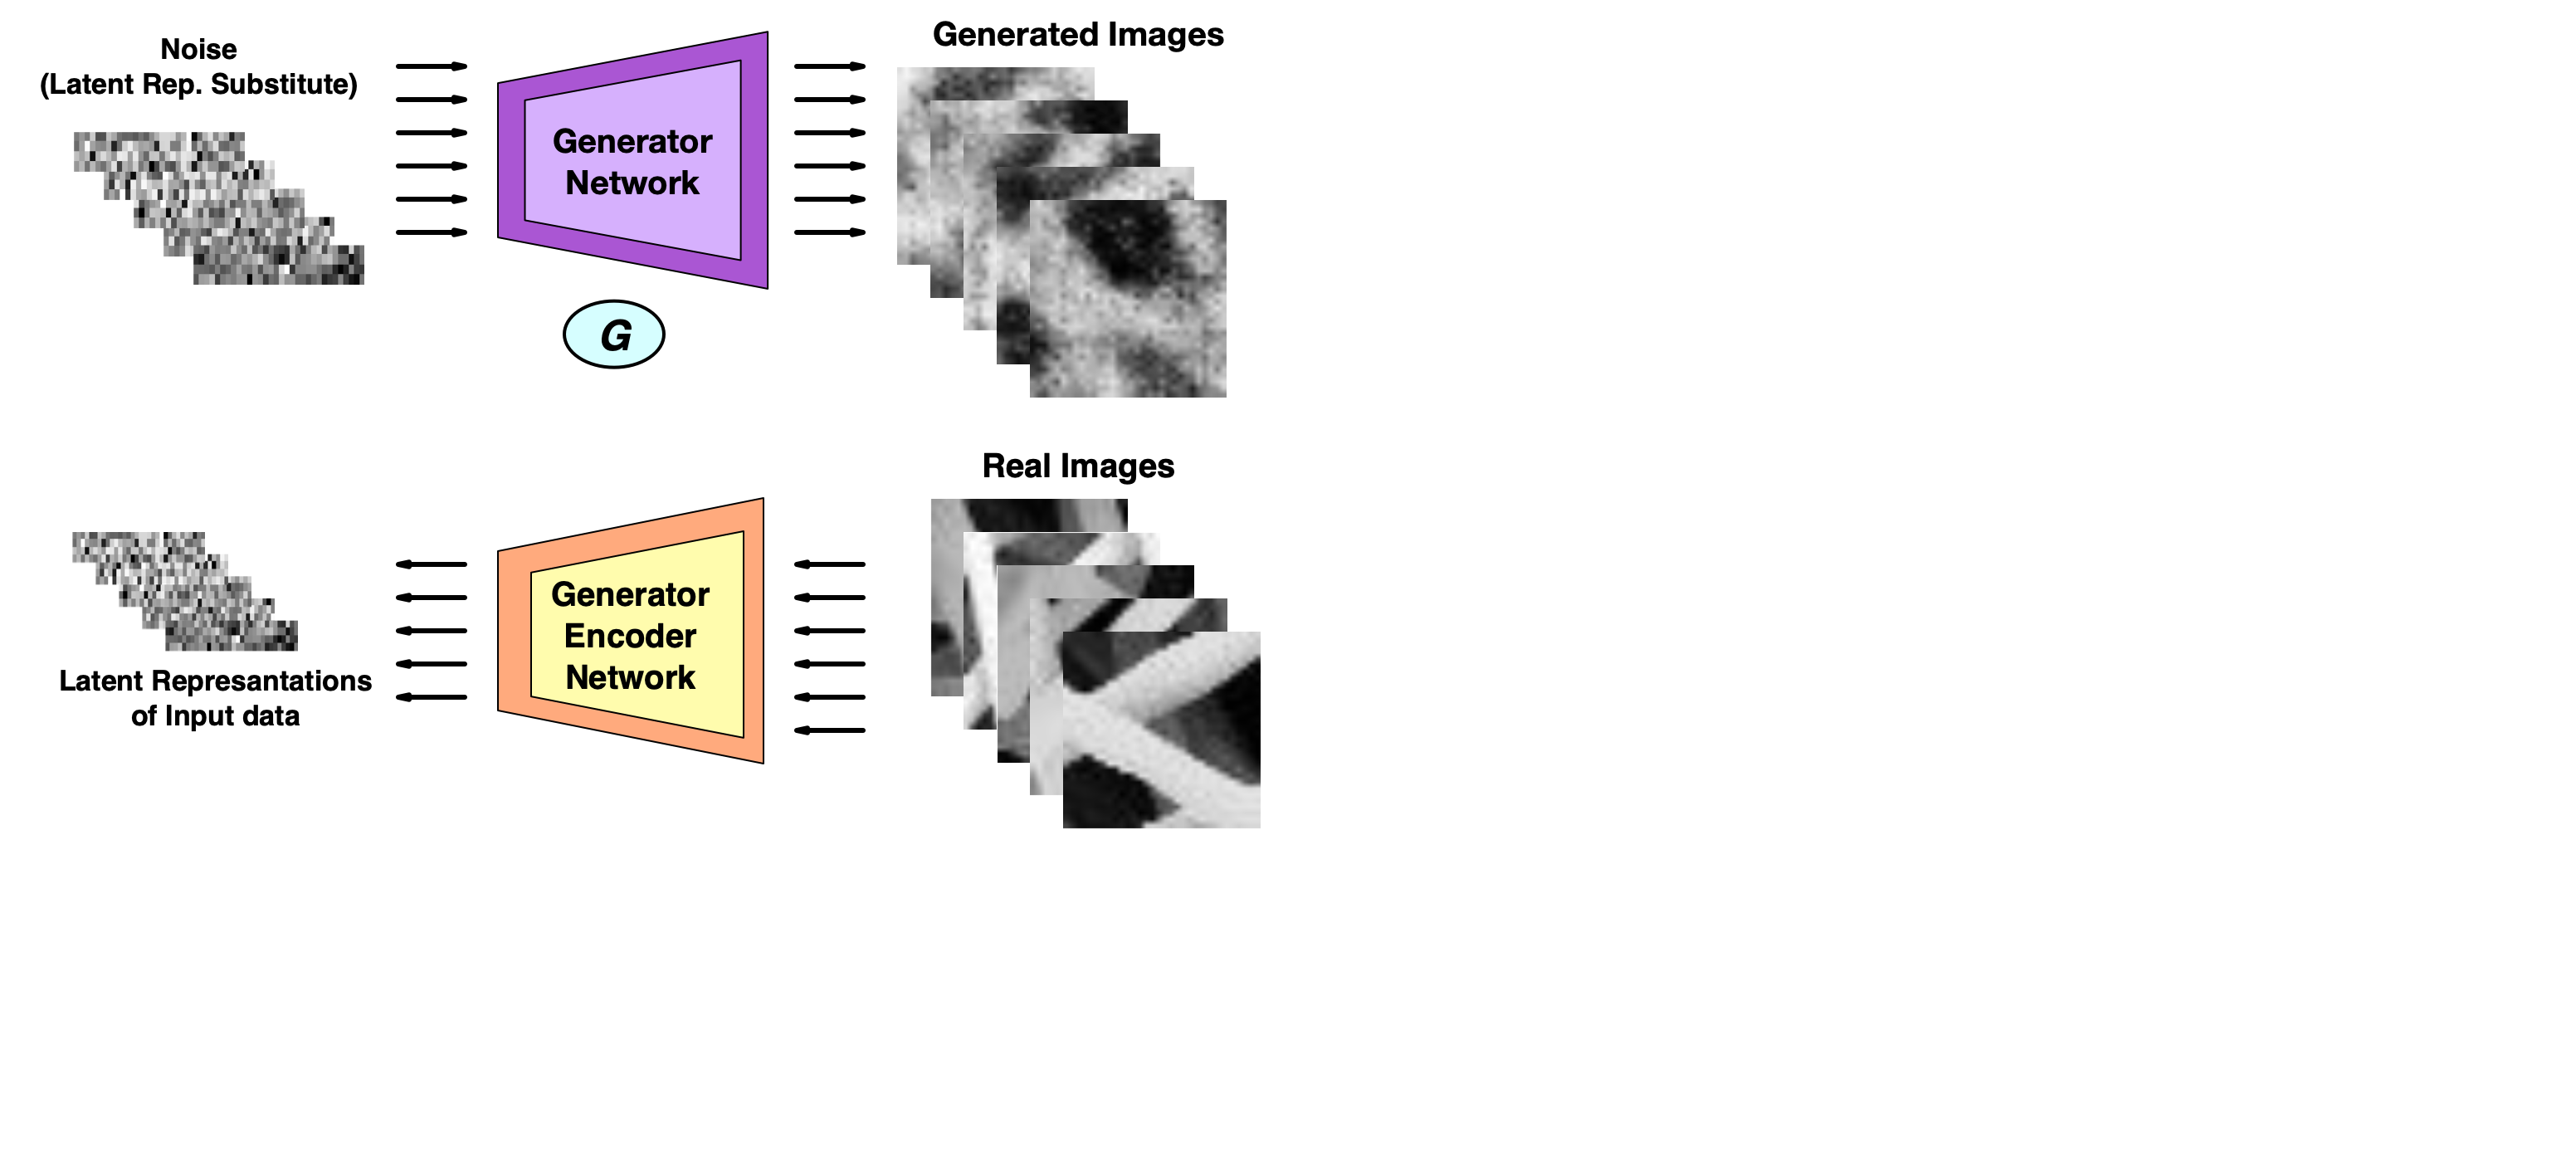 Noise
(Latent Rep. Substitute)
Generator
Network
G
Generated Images
Real Images
Generator
Encoder
Network
Latent Represantations
of Input data